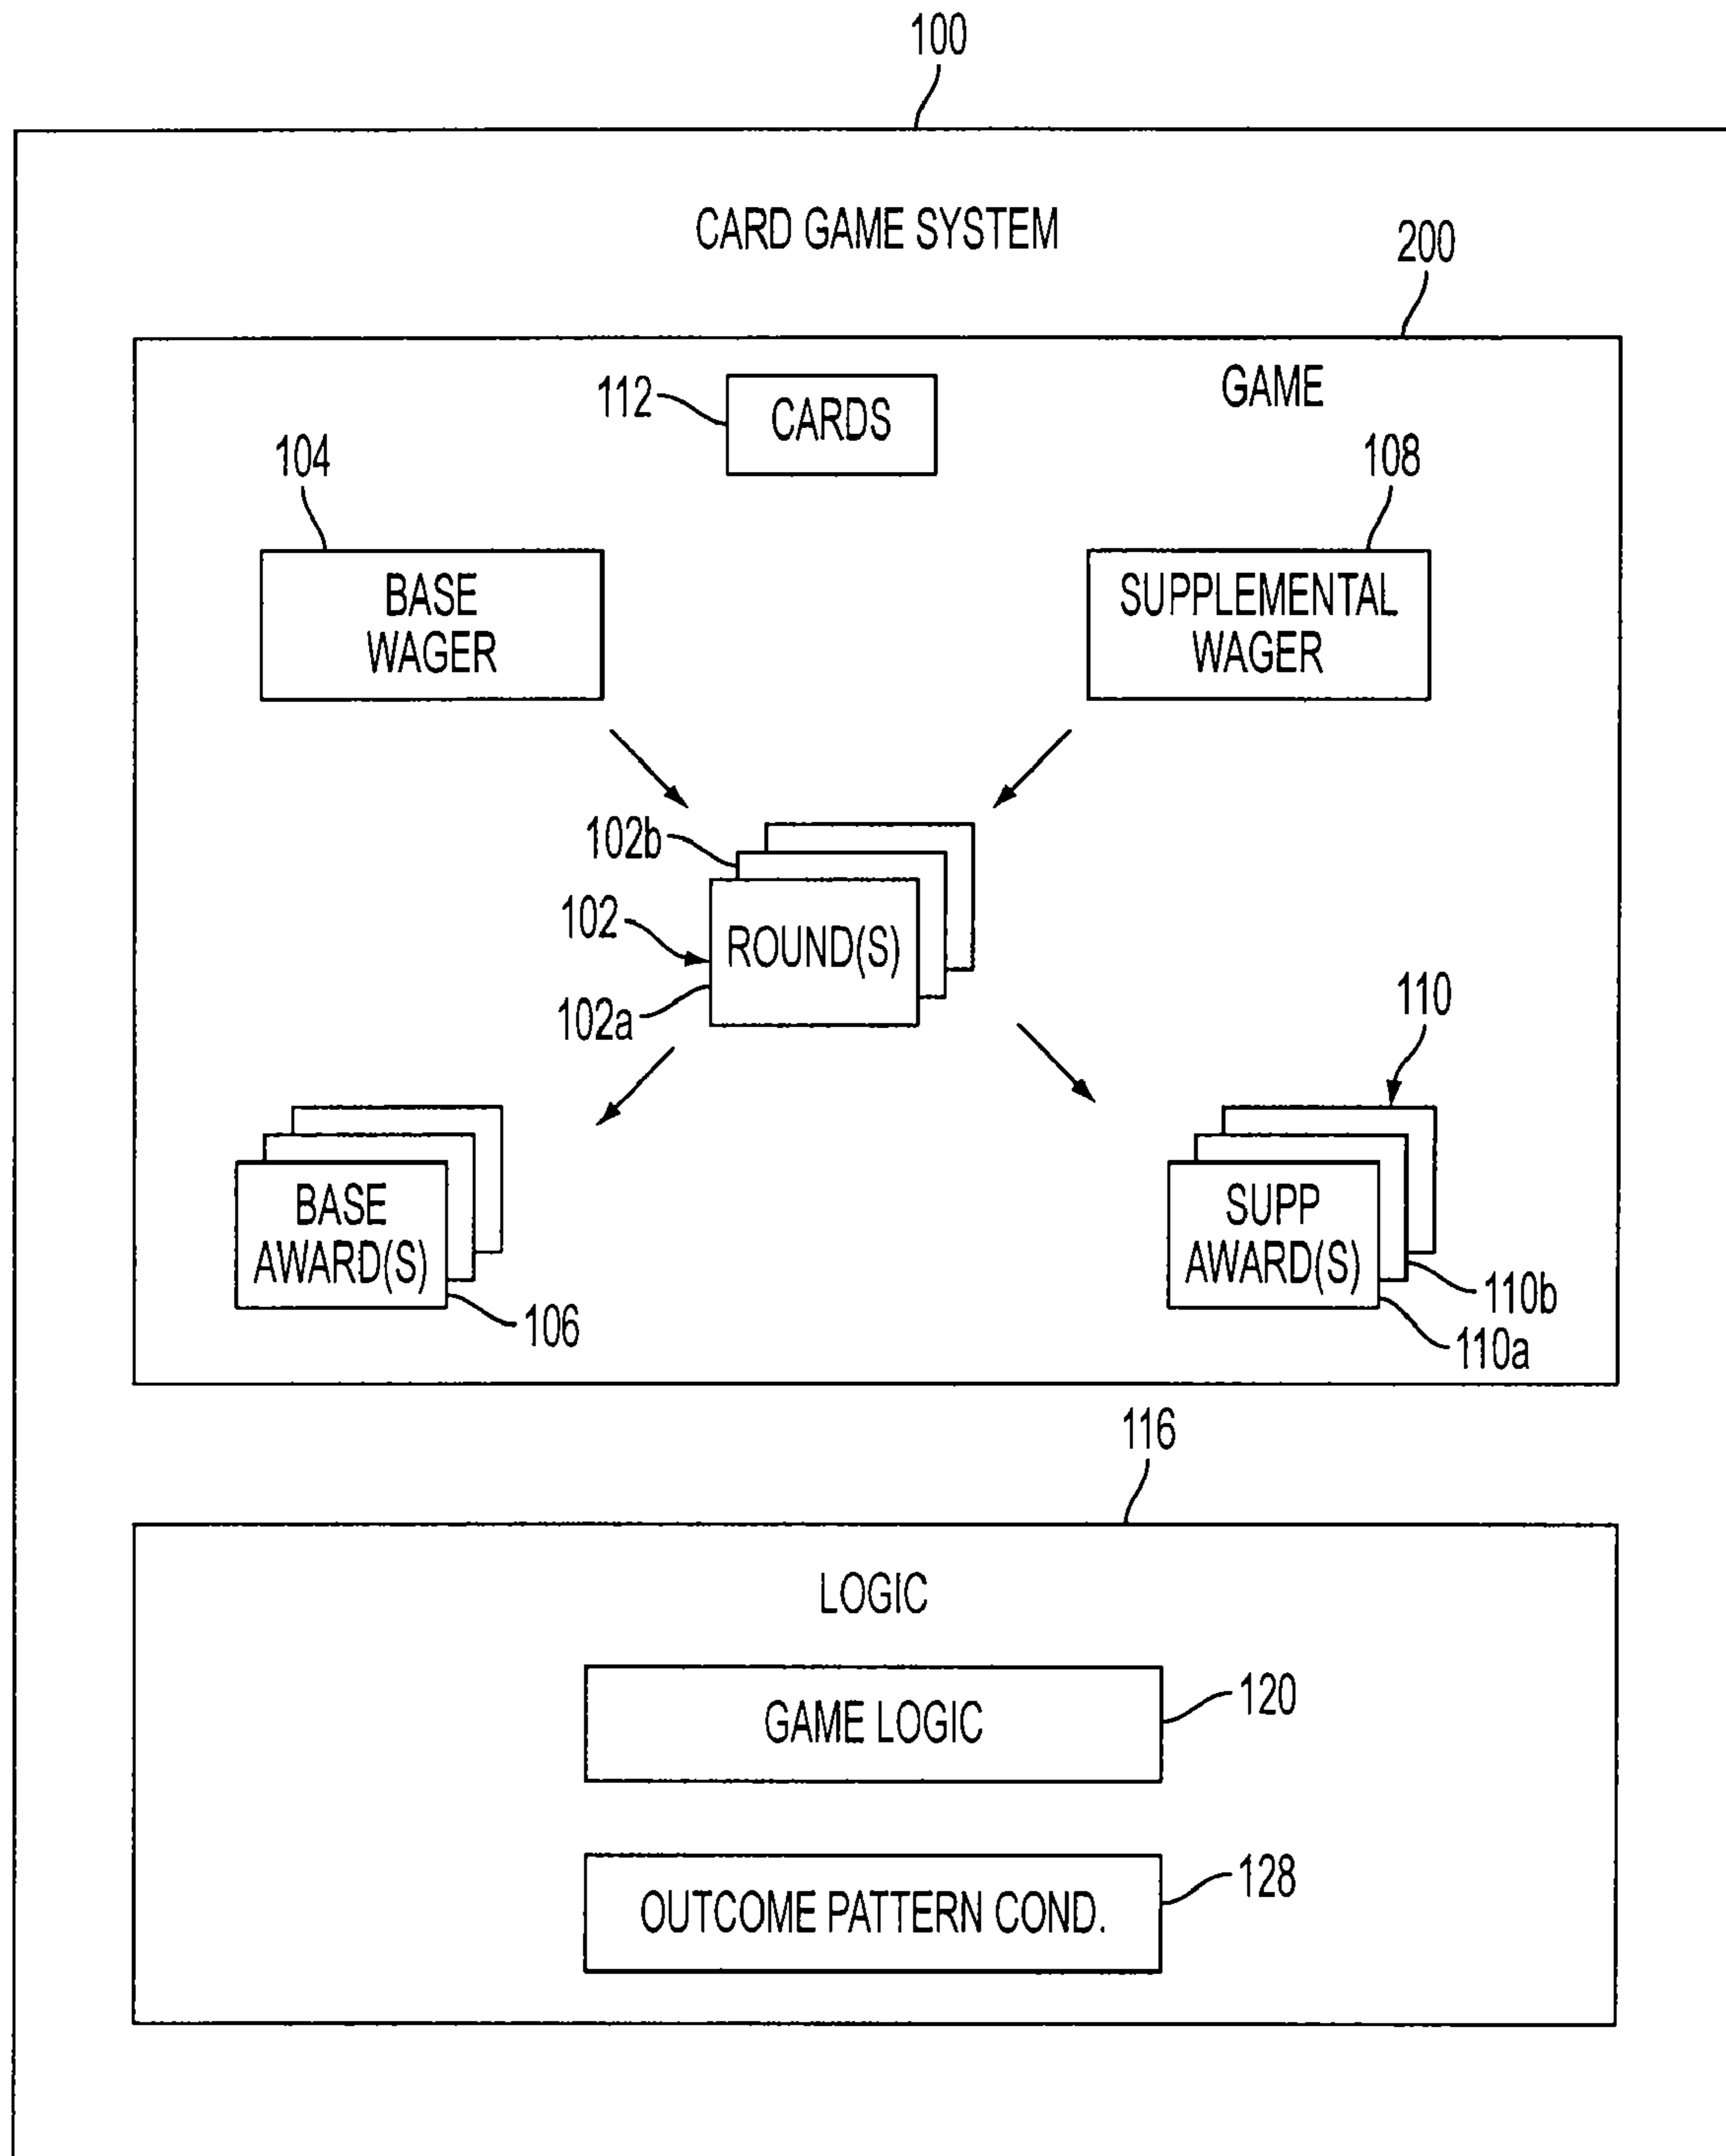 100
CARD GAME SYSTEM
200
GAME
112
CARDS
104
108
BASE
WAGER
SUPPLEMENTAL
WAGER
102b
102
ROUND(S)
102a
110
BASE
AWARD(S)
106
SUPP
AWARD(S)
110b
110a
116
LOGIC
GAME LOGIC
120
OUTCOME PATTERN COND.
128